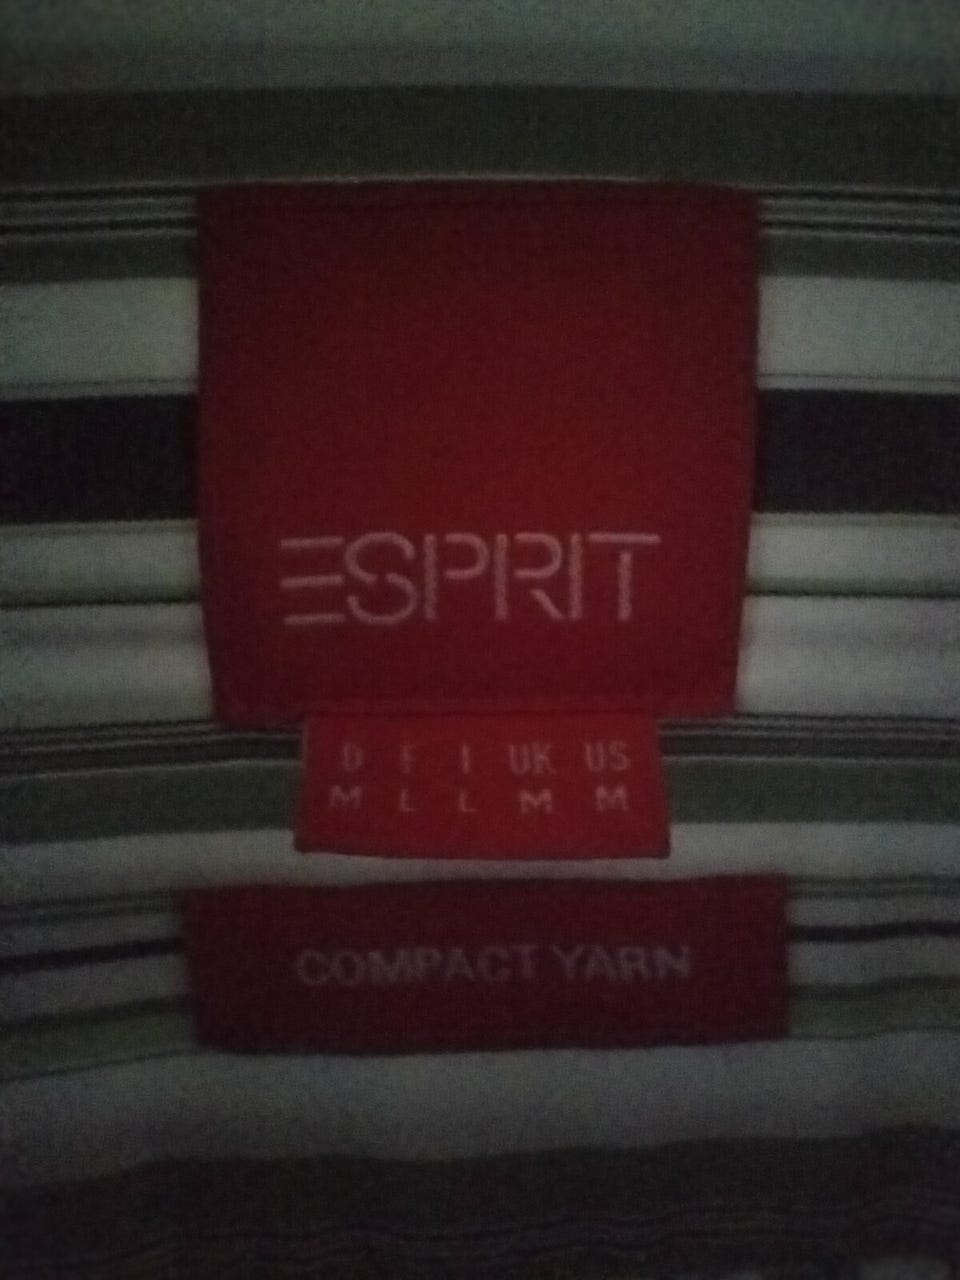 ESPRIT
D F I UK US
M L L M M
COMPACT YARN